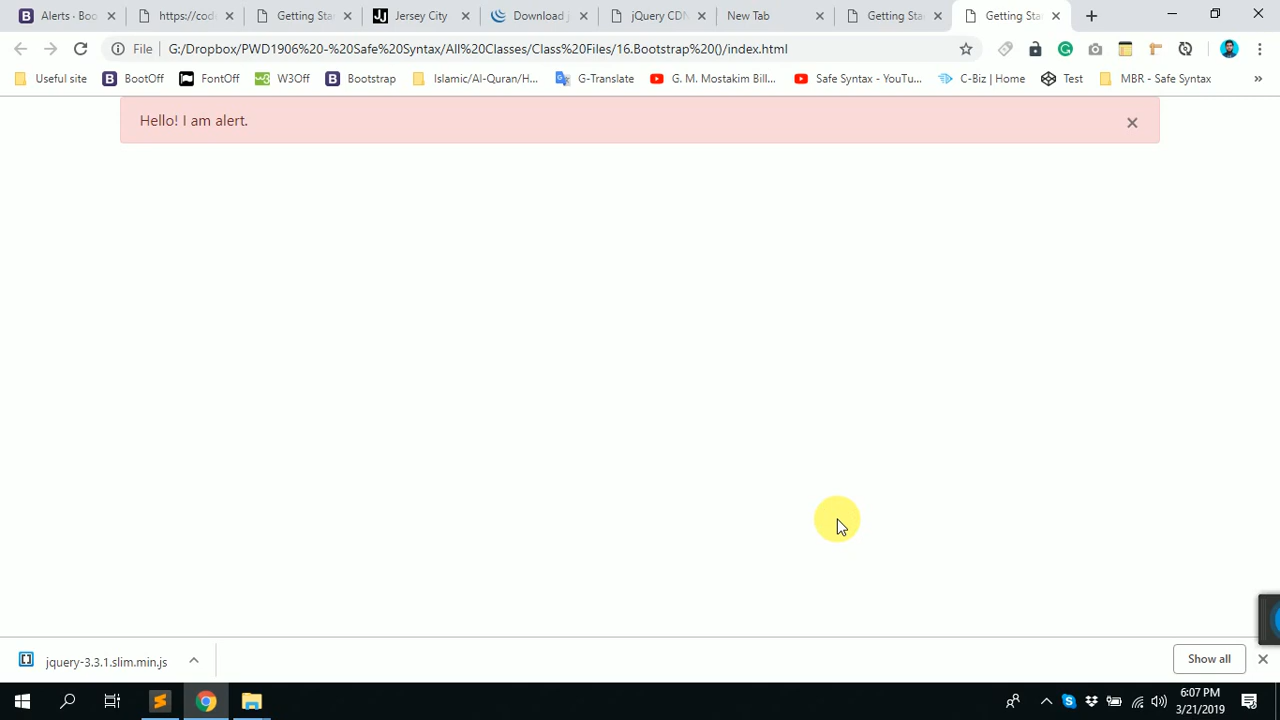 Alerts · Boo
https://cod
Getting Sta
Jersey City
Download j
jQuery CDN
New Tab
Getting Sta
Getting Sta
File
G:/Dropbox/PWD1906%20-%20Safe%20Syntax/All%20Classes/Class%20Files/16.Bootstrap%20()/index.html
Useful site
BootOff
FontOff
W3Off
Bootstrap
Islamic/Al-Quran/H...
G-Translate
G. M. Mostakim Bill...
Safe Syntax - YouTu...
C-Biz | Home
Test
MBR - Safe Syntax
Hello! I am alert.
jquery-3.3.1.slim.min.js
Show all
6:07 PM
3/21/2019